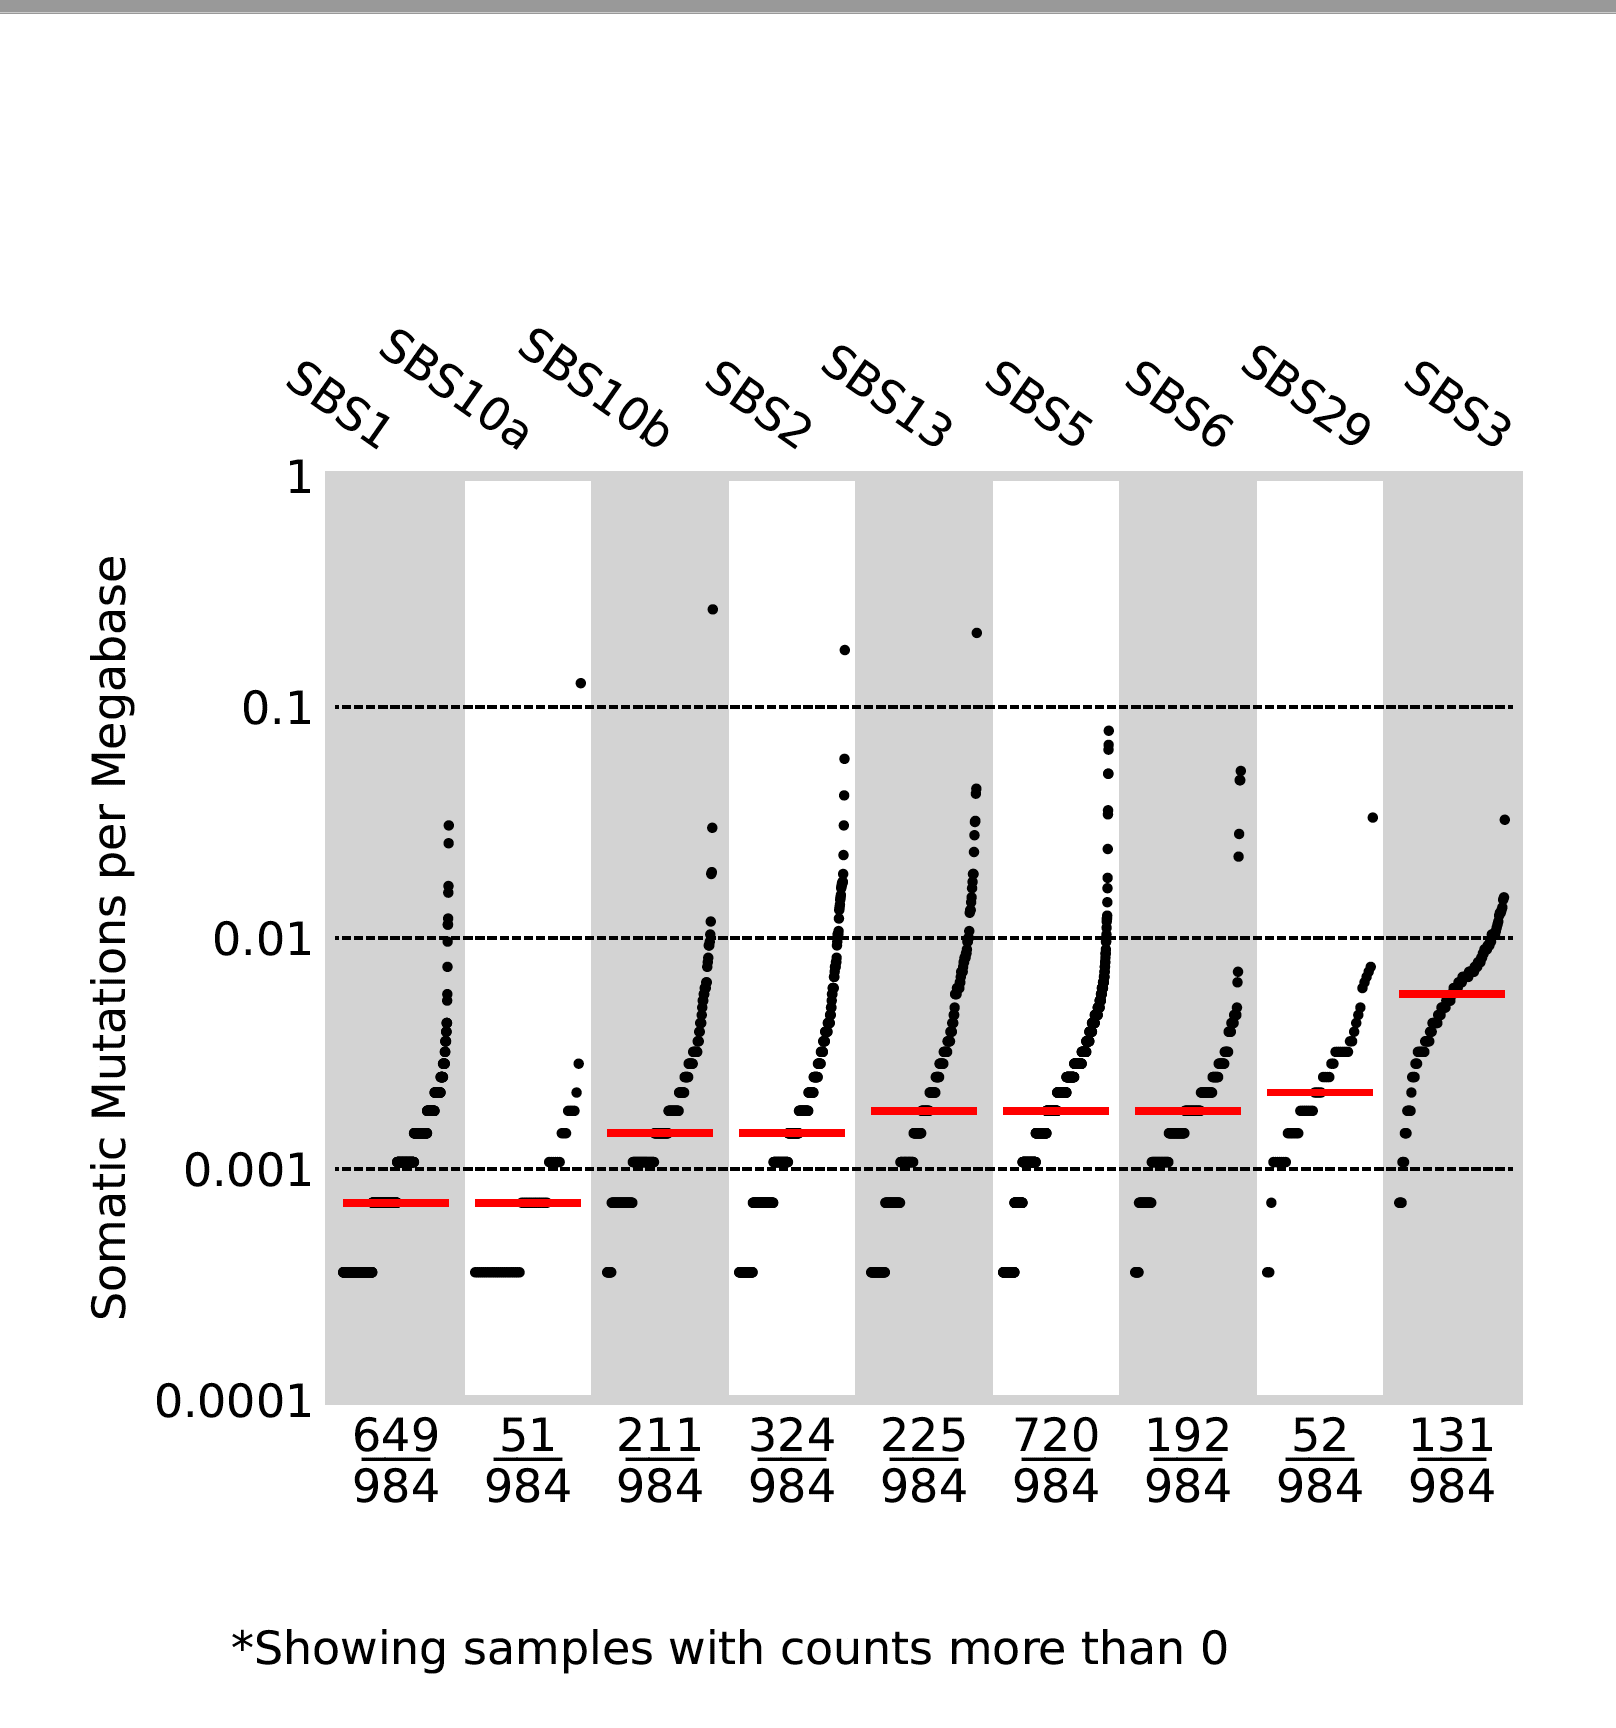 SBS1 SBS10a SBS10b SBS2 SBS13 SBS5 SBS6 SBS29 SBS3
Somatic Mutations per Megabase
1
0.1
0.01
0.001
0.0001
649 51 211 324 225 720 192 52 131
984 984 984 984 984 984 984 984 984
*Showing samples with counts more than 0